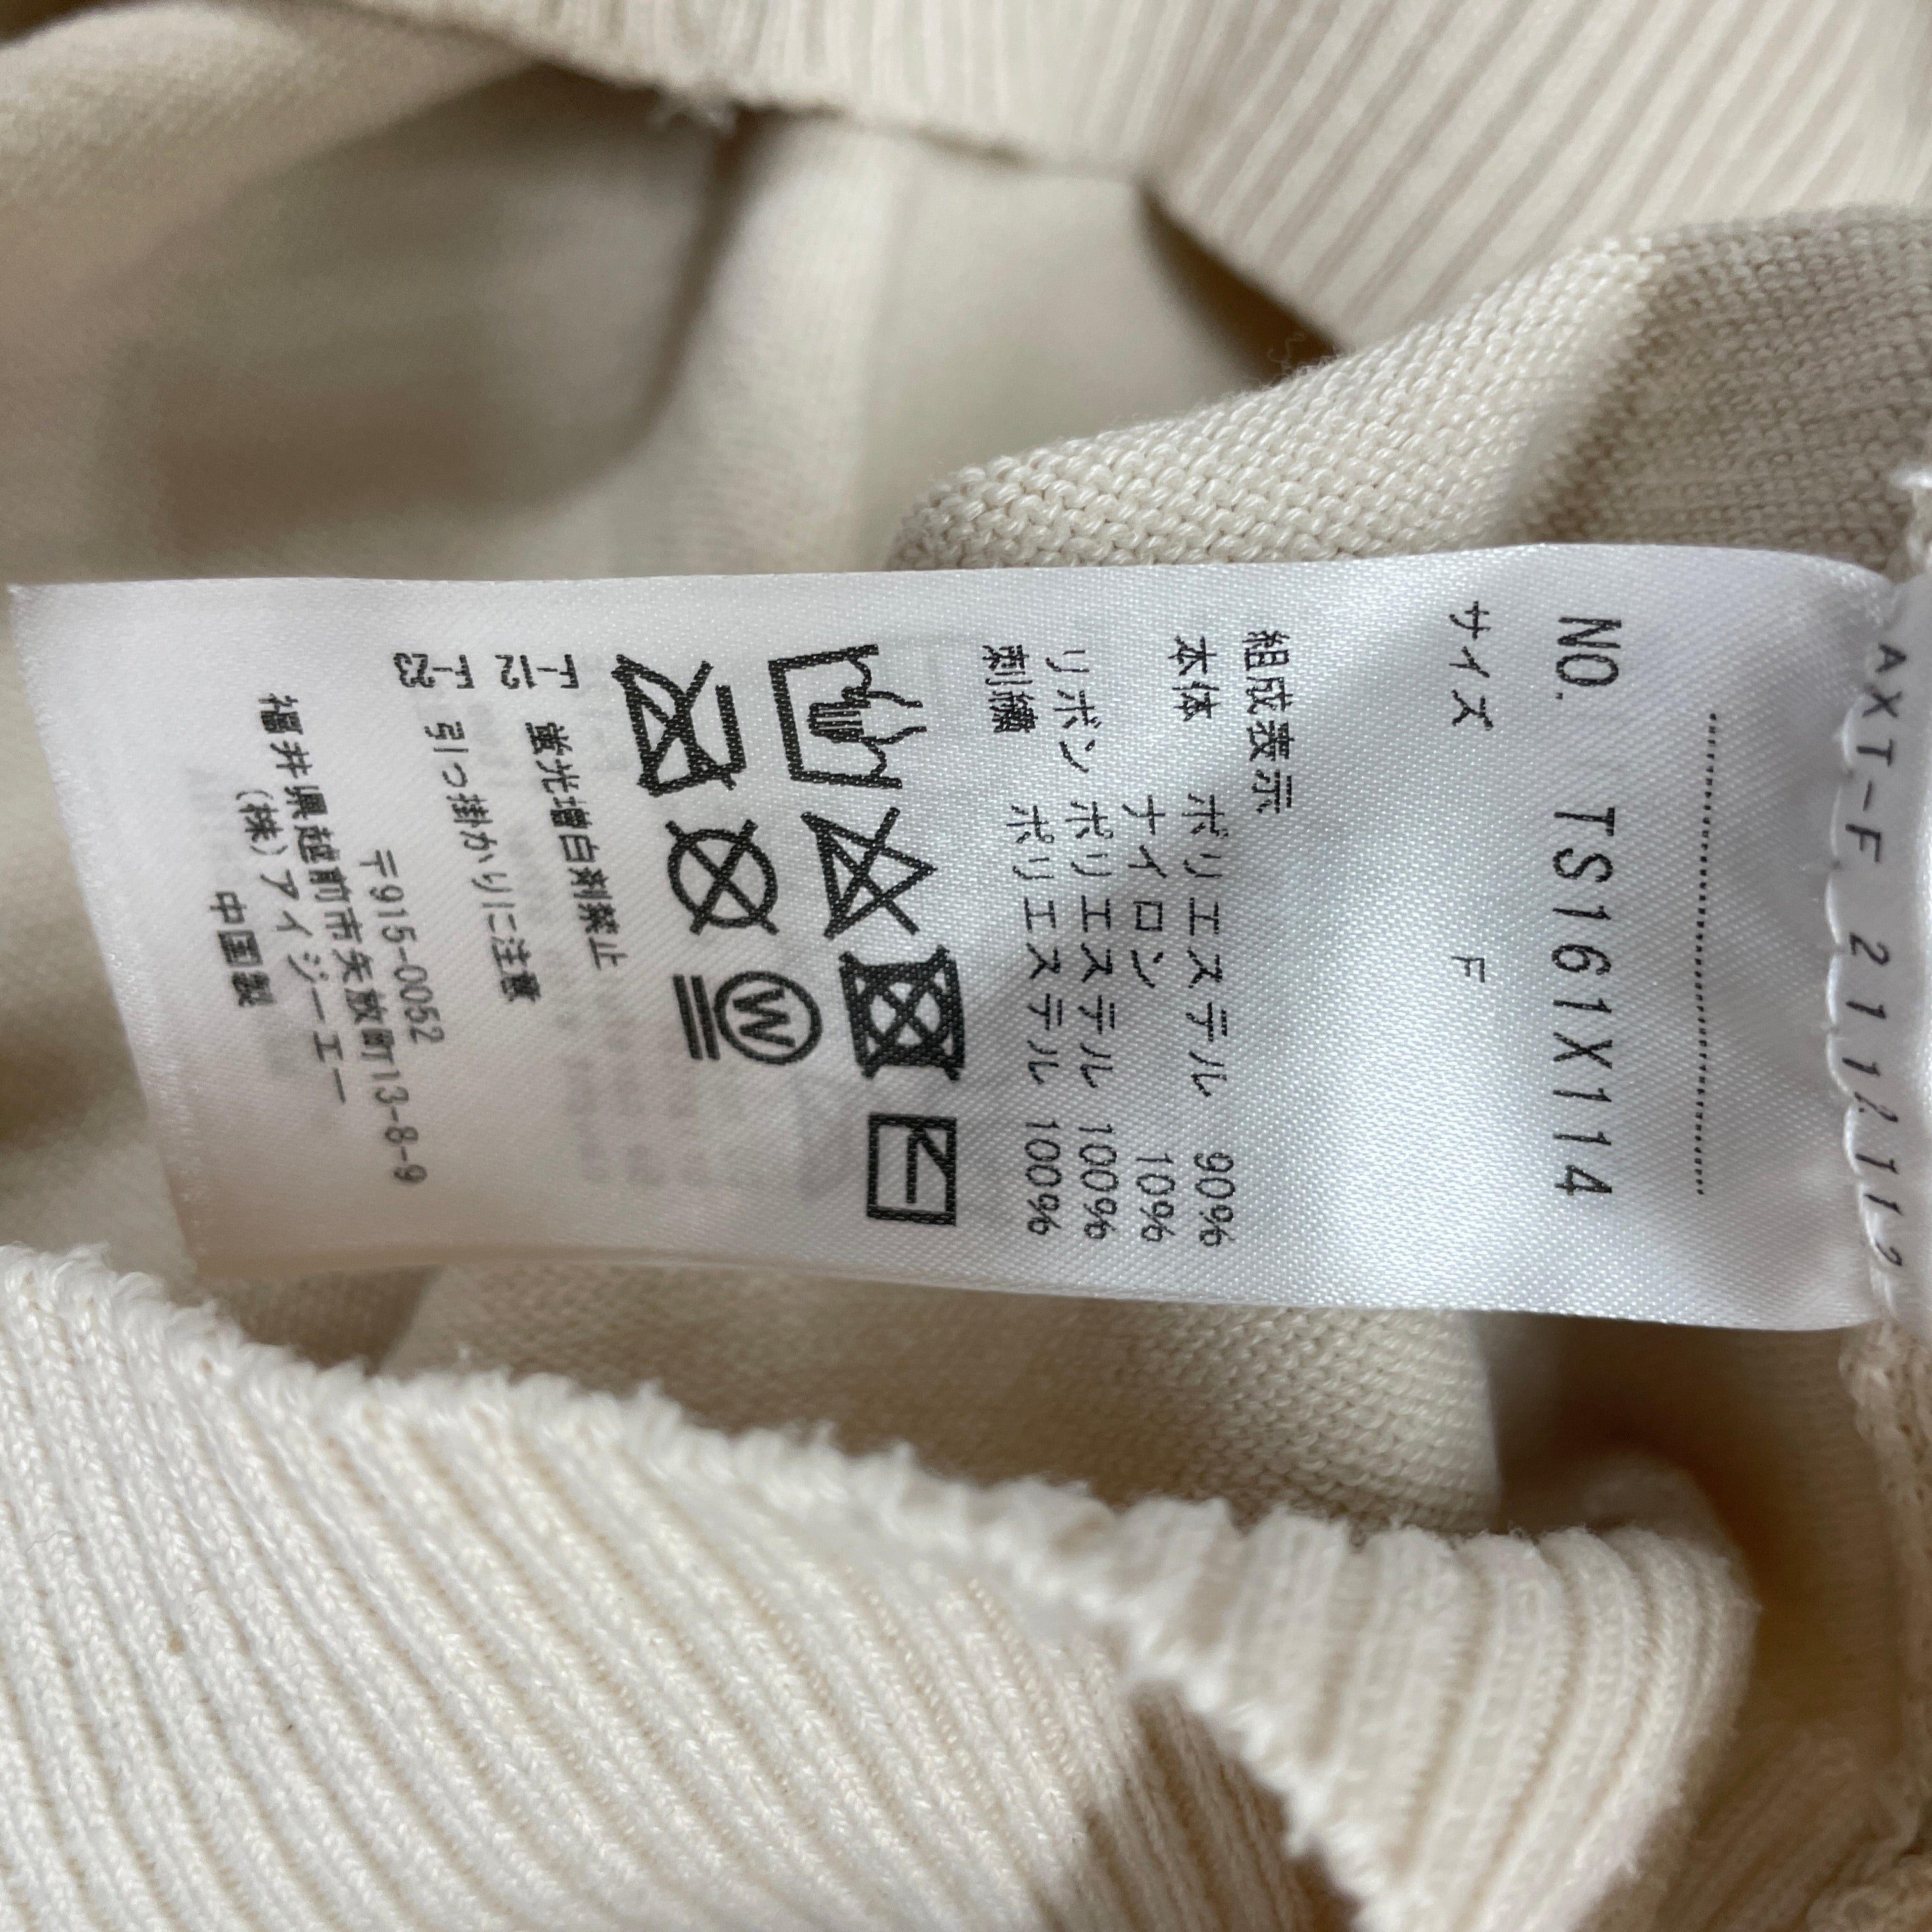 AXT-F 211211 2
NO. TS161X114
サイズ F
組成表示
本体 ポリエステル 90%
ナイロン 10%
リボン ポリエステル 100%
刺繍 ポリエステル 100%
W
T-12 蛍光増白剤禁止
T-23 引っ掛かりに注意
〒915-0052
福井県越前市矢放町13-8-9
(株)アイジーエー
中国製